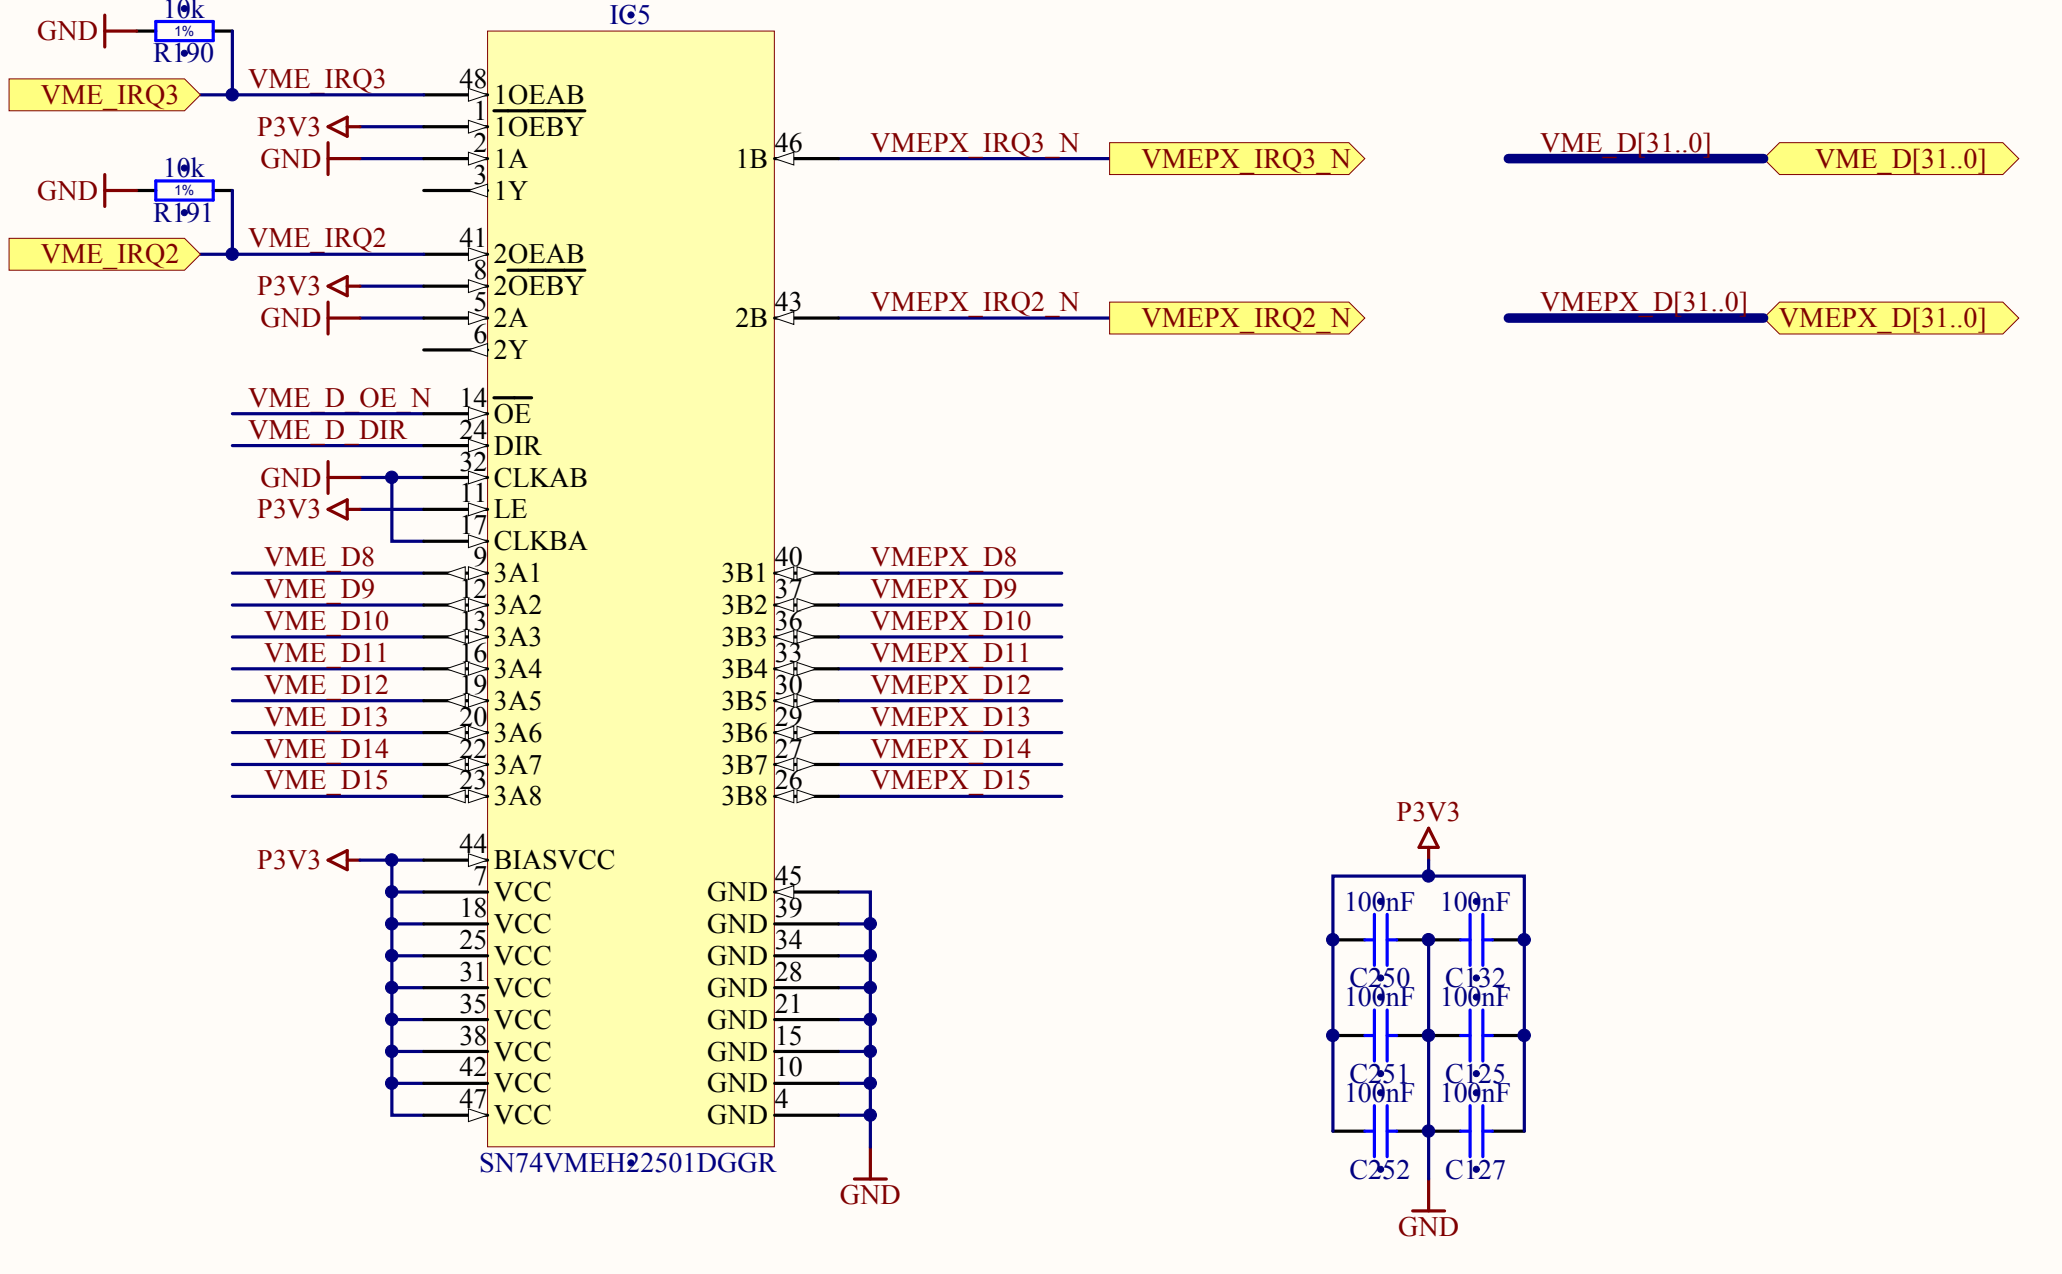 10k
IC5
GND
1%
R190
VME_IRQ3
VME_IRQ3
48
1OEAB
1
P3V3
1OEBY
2
GND
1A
3
1Y
46
1B
VMEPX_IRQ3_N
VMEPX_IRQ3_N
VME_D[31..0]
VME_D[31..0]
10k
GND
1%
R191
VME_IRQ2
VME_IRQ2
41
2OEAB
8
P3V3
2OEBY
5
GND
2A
6
2Y
43
2B
VMEPX_IRQ2_N
VMEPX_IRQ2_N
VMEPX_D[31..0]
VMEPX_D[31..0]
VME_D_OE_N
14
OE
VME_D_DIR
24
DIR
32
GND
CLKAB
11
P3V3
LE
17
CLKBA
VME_D8 9 3A1 3B1 40 VMEPX_D8
VME_D9 12 3A2 3B2 37 VMEPX_D9
VME_D10 13 3A3 3B3 36 VMEPX_D10
VME_D11 16 3A4 3B4 33 VMEPX_D11
VME_D12 19 3A5 3B5 30 VMEPX_D12
VME_D13 20 3A6 3B6 29 VMEPX_D13
VME_D14 22 3A7 3B7 27 VMEPX_D14
VME_D15 23 3A8 3B8 26 VMEPX_D15
P3V3 44 BIASVCC
7 VCC GND 45
18 VCC GND 39
25 VCC GND 34
31 VCC GND 28
35 VCC GND 21
38 VCC GND 15
42 VCC GND 10
47 VCC GND 4
SN74VMEH22501DGGR
GND
P3V3
100nF 100nF
C250 C132
100nF 100nF
C251 C125
100nF 100nF
C252 C127
GND